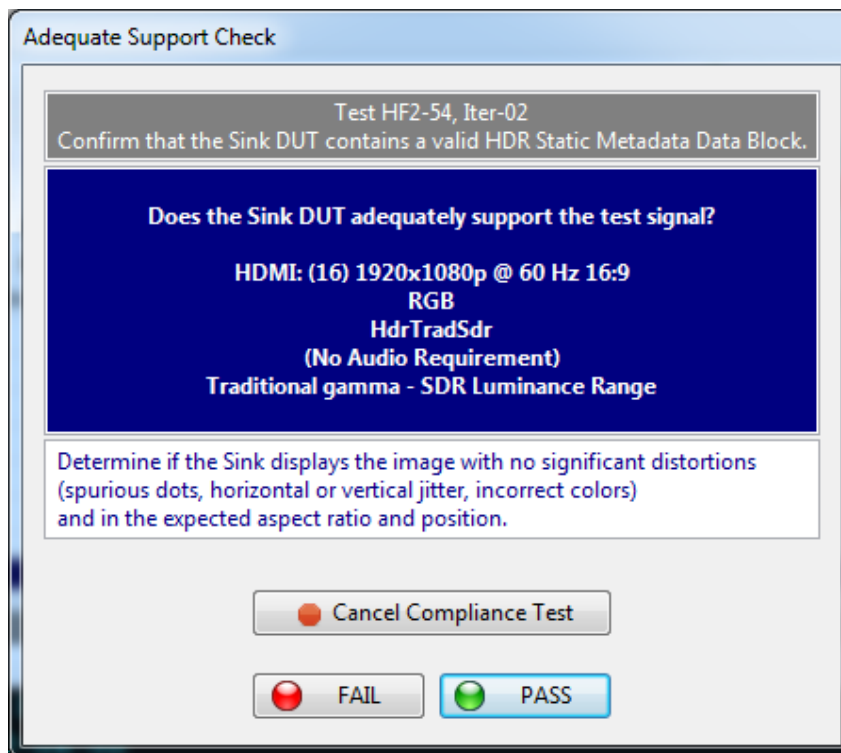 Adequate Support Check
Test HF2-54, Iter-02
Confirm that the Sink DUT contains a valid HDR Static Metadata Data Block.
Does the Sink DUT adequately support the test signal?
HDMI: (16) 1920x1080p @ 60 Hz 16:9
RGB
HdrTradSdr
(No Audio Requirement)
Traditional gamma - SDR Luminance Range
Determine if the Sink displays the image with no significant distortions
(spurious dots, horizontal or vertical jitter, incorrect colors)
and in the expected aspect ratio and position.
Cancel Compliance Test
FAIL PASS